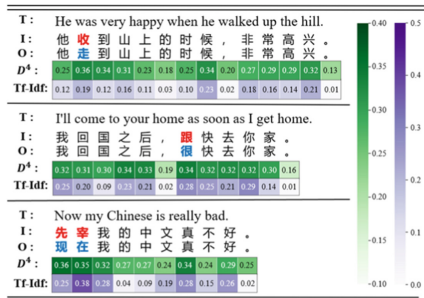 T : He was very happy when he walked up the hill.
I : 他 收 到 山 上 的 时 候 , 非 常 高 兴 。
O : 他 走 到 山 上 的 时 候 , 非 常 高 兴 。
D⁴ : 0.25 0.36 0.34 0.31 0.23 0.18 0.25 0.34 0.20 0.27 0.29 0.29 0.32 0.13
Tf-Idf: 0.12 0.19 0.12 0.16 0.11 0.03 0.10 0.23 0.02 0.18 0.16 0.14 0.21 0.01
T : I'll come to your home as soon as I get home.
I : 我 回 国 之 后 , 跟 快 去 你 家 。
O : 我 回 国 之 后 , 很 快 去 你 家 。
D⁴ : 0.32 0.31 0.30 0.34 0.33 0.19 0.34 0.32 0.32 0.32 0.30 0.16
Tf-Idf: 0.25 0.20 0.09 0.23 0.21 0.02 0.28 0.25 0.21 0.29 0.14 0.01
T : Now my Chinese is really bad.
I : 先 宰 我 的 中 文 真 不 好 。
O : 现 在 我 的 中 文 真 不 好 。
D⁴ : 0.36 0.35 0.32 0.27 0.27 0.24 0.34 0.24 0.29 0.25
Tf-Idf: 0.25 0.38 0.28 0.04 0.09 0.19 0.28 0.15 0.26 0.02
0.40 0.5
0.35
0.4
0.30
0.3
0.25
0.2
0.20
0.1
0.15
0.10 0.0